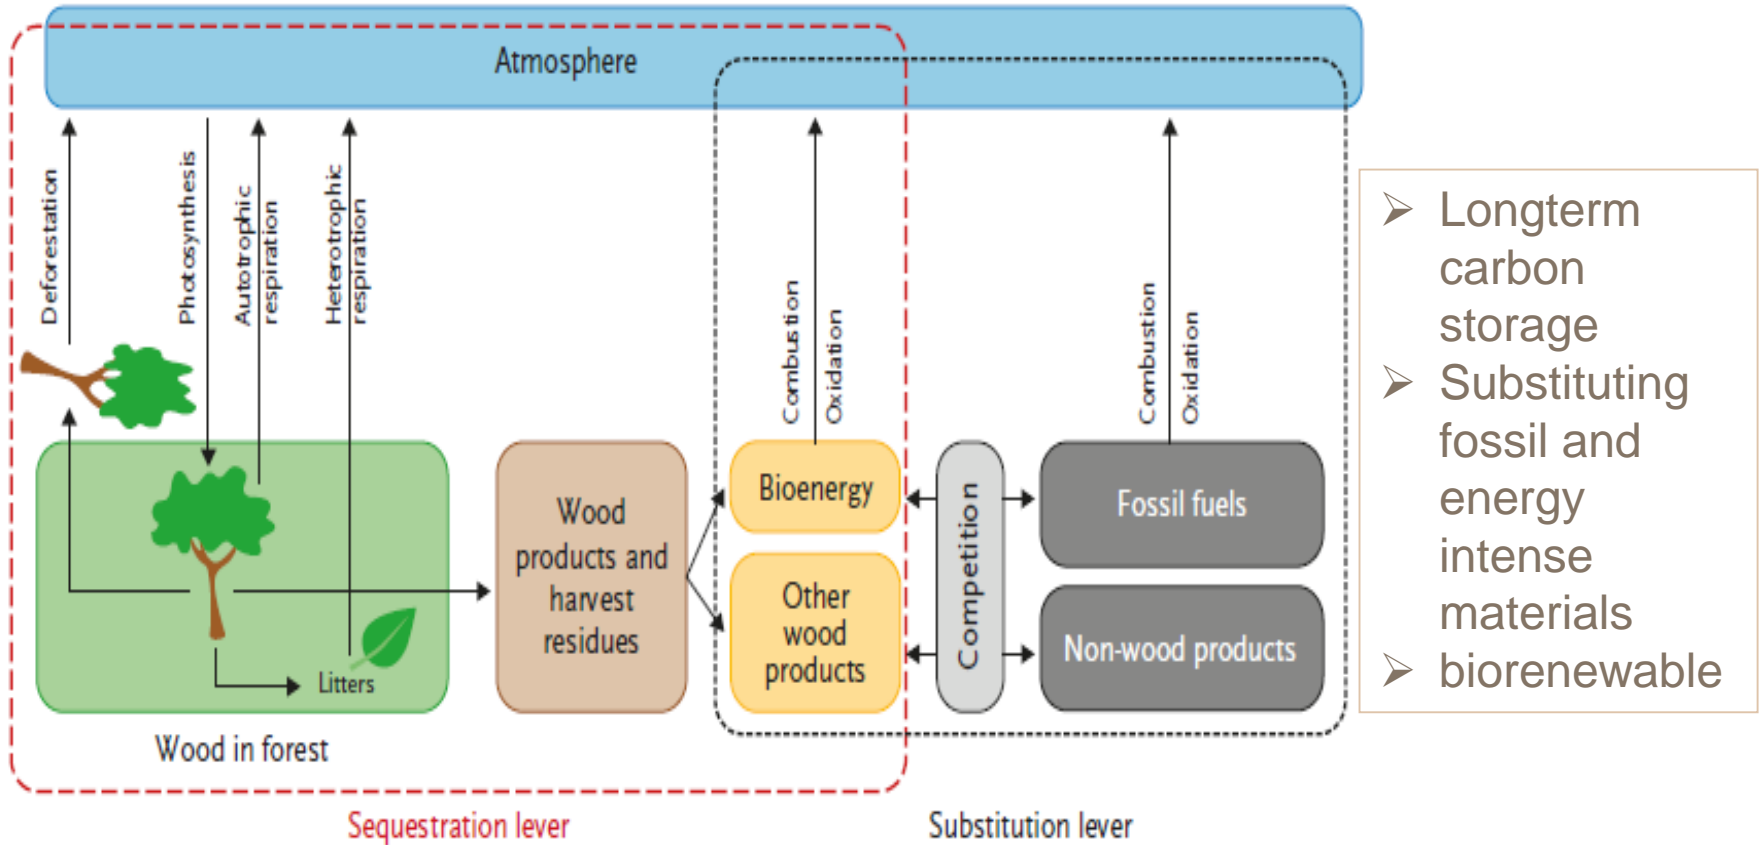 Atmosphere
Deforestation
Photosynthesis
Autotrophic
respiration
Heterotrophic
respiration
Combustion
Oxidation
Combustion
Oxidation
Litters
Wood
products and
harvest
residues
Bioenergy
Other
wood
products
Competition
Fossil fuels
Non-wood products
Wood in forest
Sequestration lever
Substitution lever
➢ Longterm
carbon
storage
➢ Substituting
fossil and
energy
intense
materials
➢ biorenewable